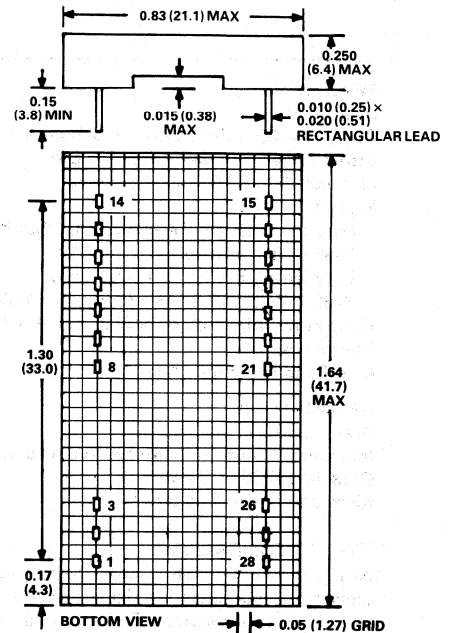 0.83 (21.1) MAX
0.250
(6.4) MAX
0.15
(3.8) MIN
0.015 (0.38)
MAX
0.010 (0.25) ×
0.020 (0.51)
RECTANGULAR LEAD
14
15
1.30
(33.0)
8
21
1.64
(41.7)
MAX
3
26
1
28
0.17
(4.3)
BOTTOM VIEW
0.05 (1.27) GRID